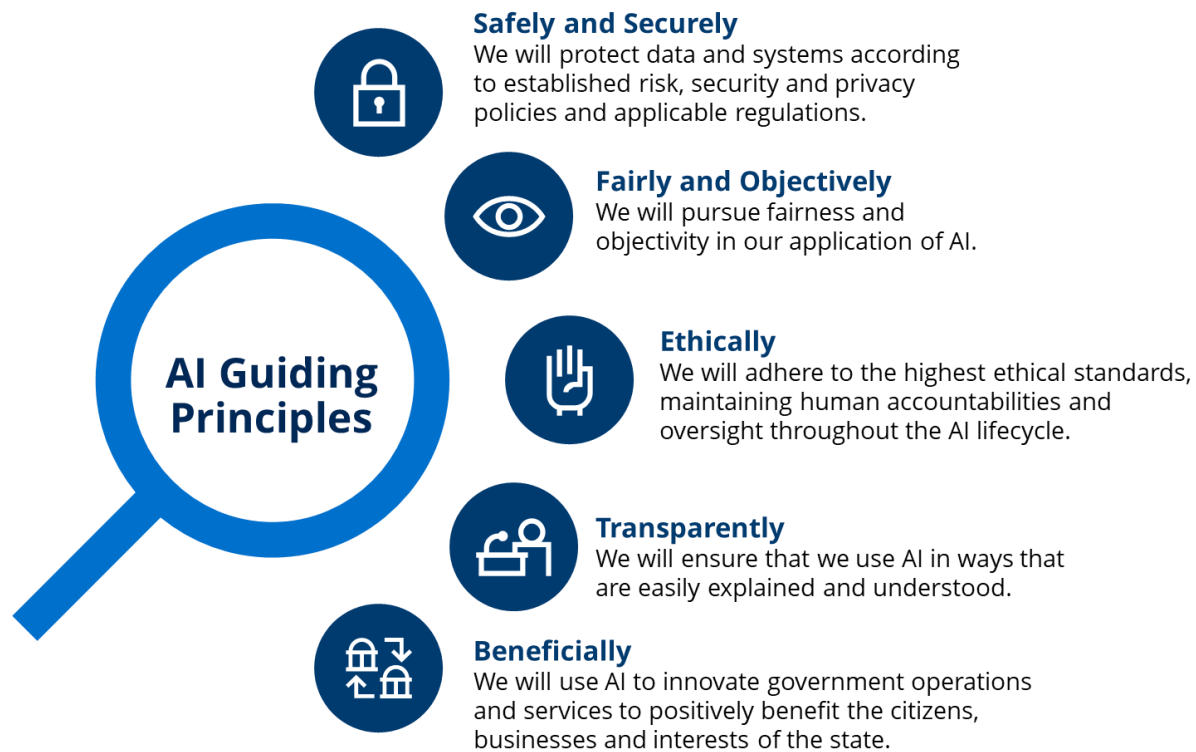 AI Guiding
Principles
Safely and Securely
We will protect data and systems according
to established risk, security and privacy
policies and applicable regulations.
Fairly and Objectively
We will pursue fairness and
objectivity in our application of AI.
Ethically
We will adhere to the highest ethical standards,
maintaining human accountabilities and
oversight throughout the AI lifecycle.
Transparently
We will ensure that we use AI in ways that
are easily explained and understood.
Beneficially
We will use AI to innovate government operations
and services to positively benefit the citizens,
businesses and interests of the state.